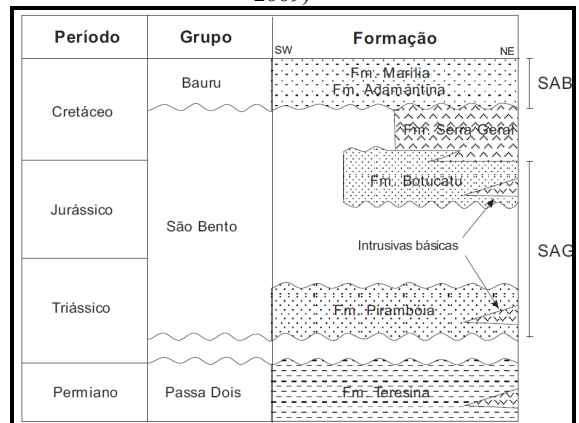 2009)
Período Grupo Formação
SW NE
Bauru Fm. Marília
Fm. Adamantina SAB
Cretáceo
Fm. Serra Geral
Fm. Botucatu
Jurássico
São Bento
Intrusivas básicas SAG
Triássico Fm. Pirambóia
Permiano Passa Dois Fm. Teresina